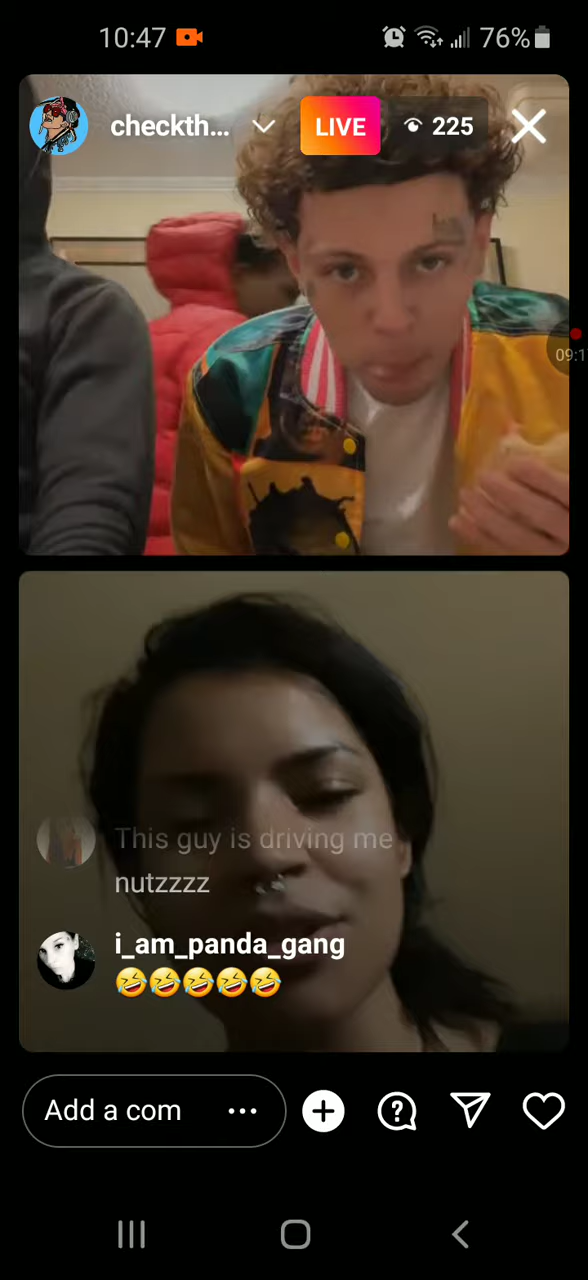 10:47
76%
checkth...
LIVE
225
09:1
This guy is driving me
nutzzzz
i_am_panda_gang
🤣🤣🤣🤣🤣
Add a com